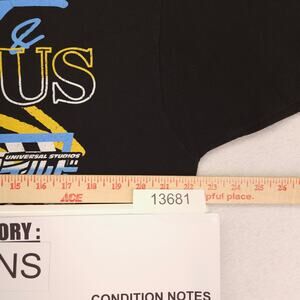 &
US
UNIVERSAL STUDIOS
15 16 17 18 19 20 21 22 23 24 25 26
ACE
13681
pful place.
ORY :
NS
CONDITION NOTES